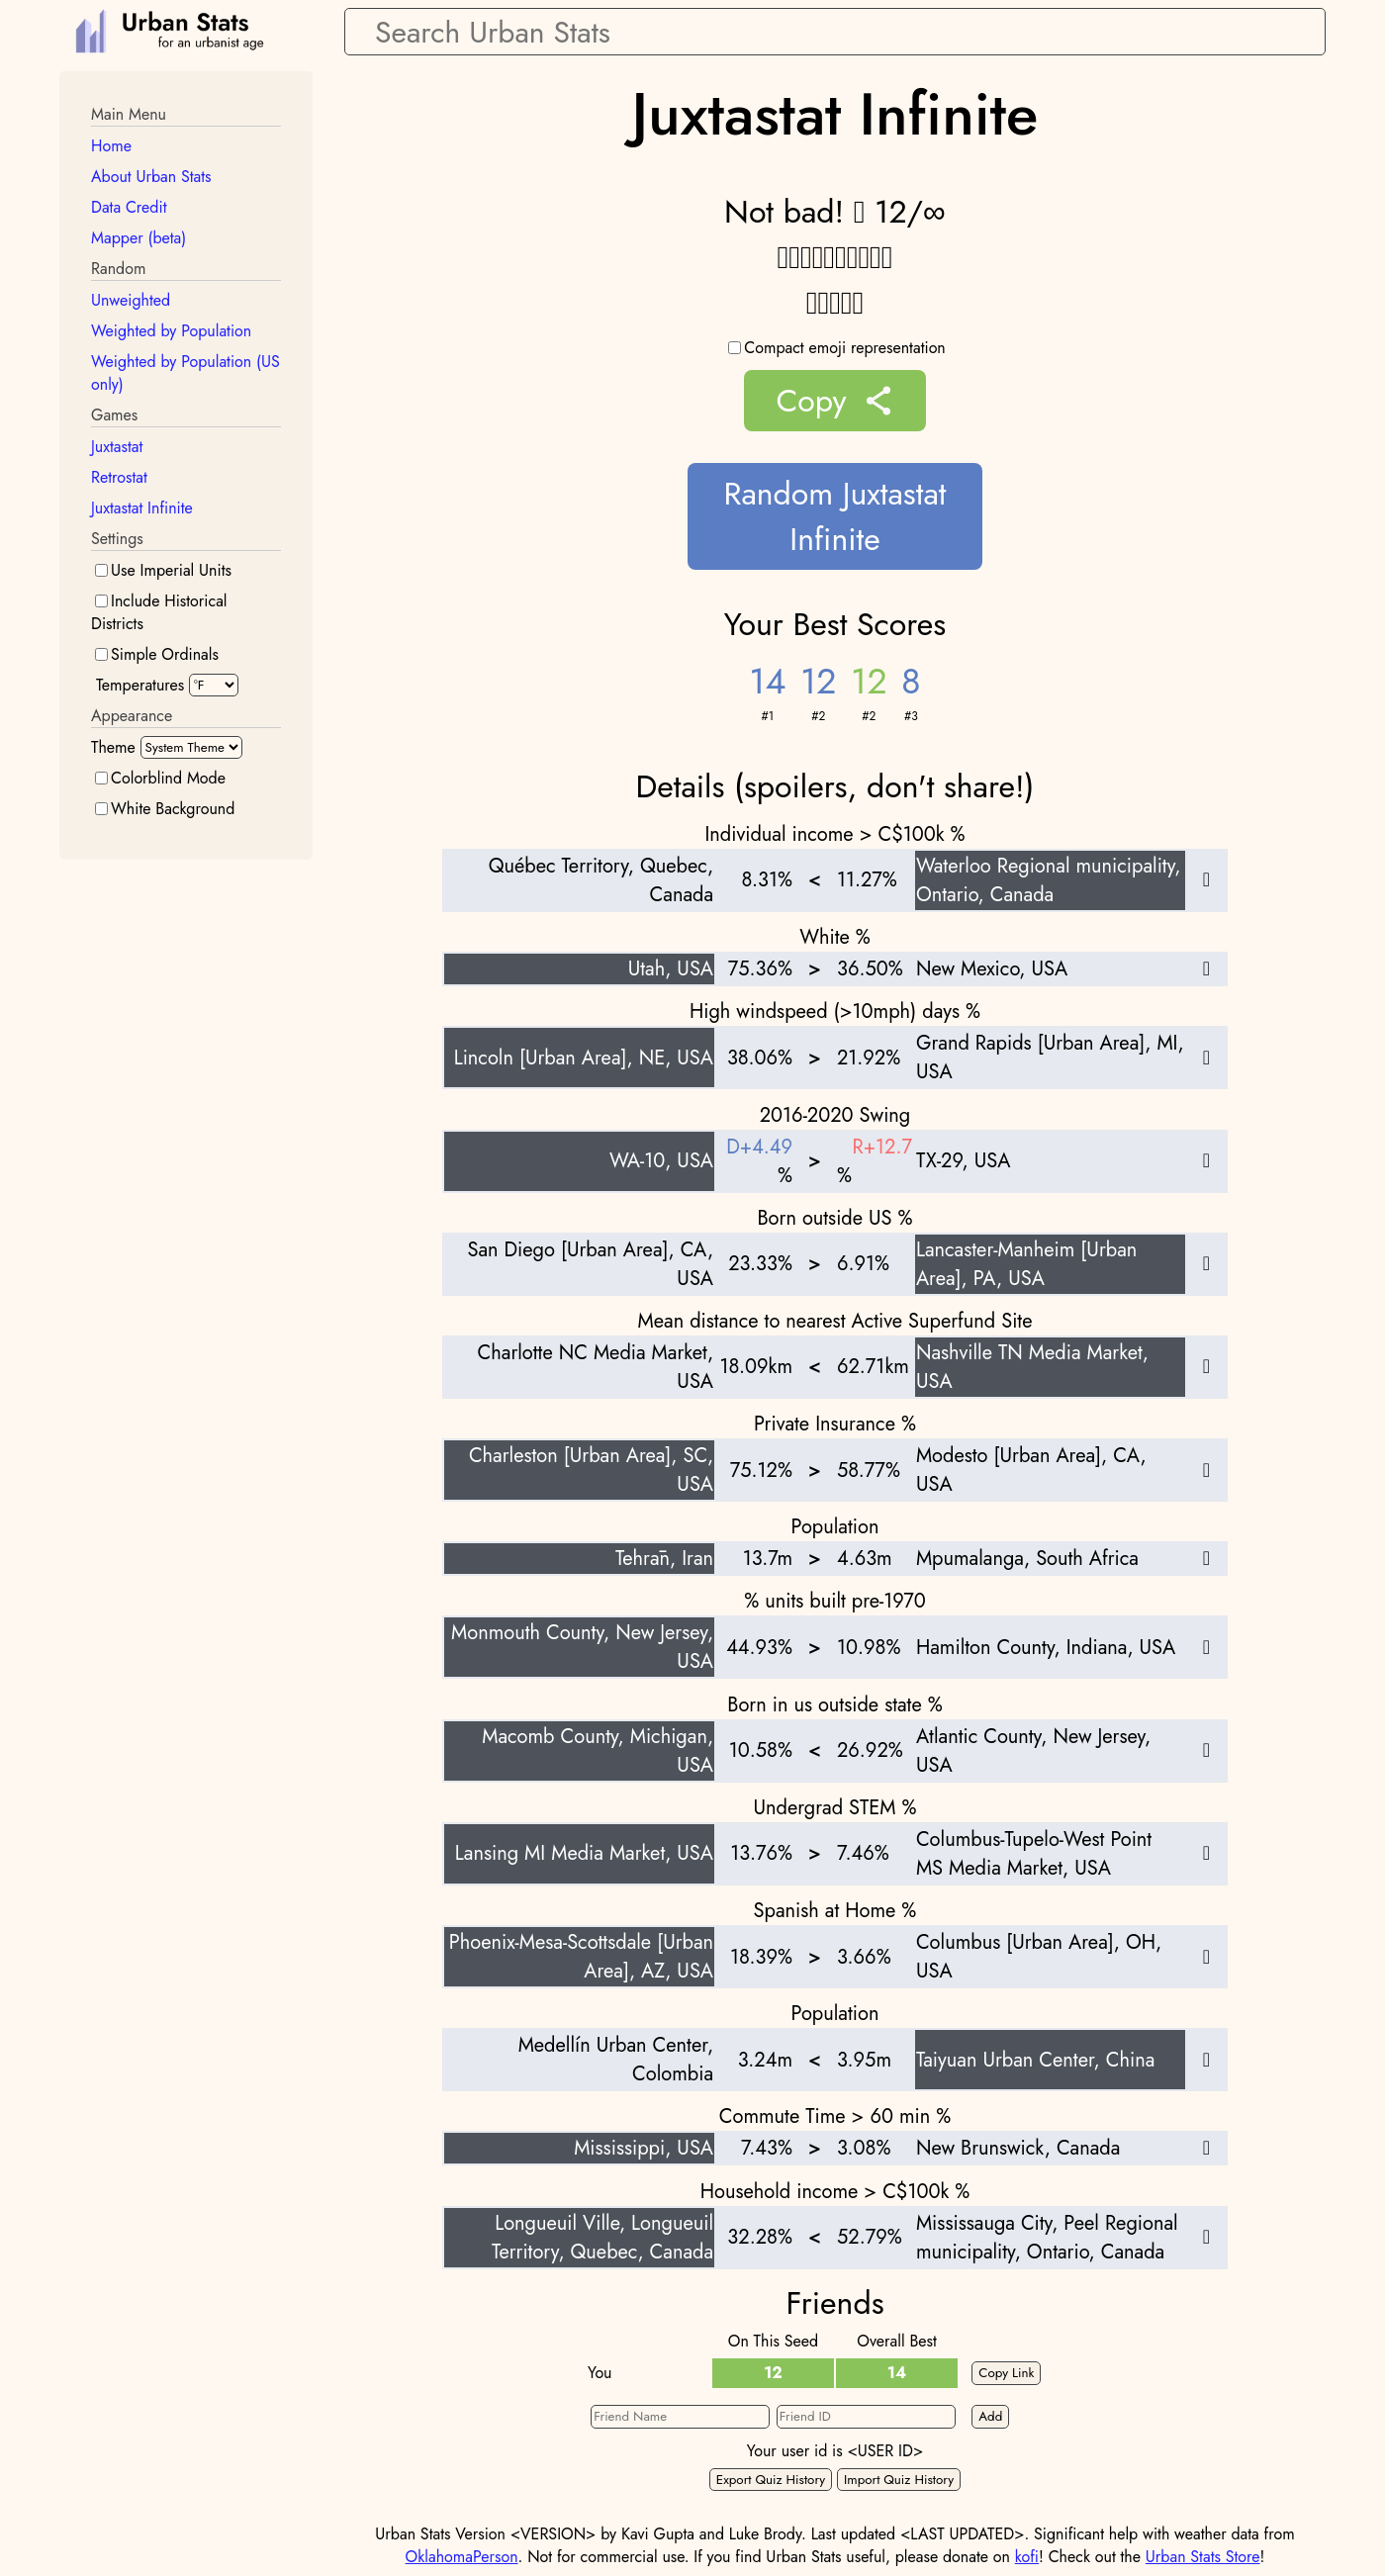 Urban Stats
for an urbanist age
Search Urban Stats
Main Menu
Home
About Urban Stats
Data Credit
Mapper (beta)
Random
Unweighted
Weighted by Population
Weighted by Population (US
only)
Games
Juxtastat
Retrostat
Juxtastat Infinite
Settings
Use Imperial Units
Include Historical
Districts
Simple Ordinals
Temperatures °F
Appearance
Theme System Theme
Colorblind Mode
White Background
Juxtastat Infinite
Not bad! 12/∞
Compact emoji representation
Copy
Random Juxtastat
Infinite
Your Best Scores
14 12 12 8
#1 #2 #2 #3
Details (spoilers, don't share!)
Individual income > C$100k %
Québec Territory, Quebec,
Canada
8.31% < 11.27%
Waterloo Regional municipality,
Ontario, Canada
White %
Utah, USA 75.36% > 36.50% New Mexico, USA
High windspeed (>10mph) days %
Lincoln [Urban Area], NE, USA 38.06% > 21.92%
Grand Rapids [Urban Area], MI,
USA
2016-2020 Swing
WA-10, USA
D+4.49
%
>
R+12.7
%
TX-29, USA
Born outside US %
San Diego [Urban Area], CA,
USA
23.33% > 6.91%
Lancaster-Manheim [Urban
Area], PA, USA
Mean distance to nearest Active Superfund Site
Charlotte NC Media Market,
USA
18.09km < 62.71km
Nashville TN Media Market,
USA
Private Insurance %
Charleston [Urban Area], SC,
USA
75.12% > 58.77%
Modesto [Urban Area], CA,
USA
Population
Tehrān, Iran 13.7m > 4.63m Mpumalanga, South Africa
% units built pre-1970
Monmouth County, New Jersey,
USA
44.93% > 10.98% Hamilton County, Indiana, USA
Born in us outside state %
Macomb County, Michigan,
USA
10.58% < 26.92%
Atlantic County, New Jersey,
USA
Undergrad STEM %
Lansing MI Media Market, USA 13.76% > 7.46%
Columbus-Tupelo-West Point
MS Media Market, USA
Spanish at Home %
Phoenix-Mesa-Scottsdale [Urban
Area], AZ, USA
18.39% > 3.66%
Columbus [Urban Area], OH,
USA
Population
Medellín Urban Center,
Colombia
3.24m < 3.95m Taiyuan Urban Center, China
Commute Time > 60 min %
Mississippi, USA 7.43% > 3.08% New Brunswick, Canada
Household income > C$100k %
Longueuil Ville, Longueuil
Territory, Quebec, Canada
32.28% < 52.79%
Mississauga City, Peel Regional
municipality, Ontario, Canada
Friends
On This Seed Overall Best
You 12 14 Copy Link
Friend Name Friend ID Add
Your user id is <USER ID>
Export Quiz History Import Quiz History
Urban Stats Version <VERSION> by Kavi Gupta and Luke Brody. Last updated <LAST UPDATED>. Significant help with weather data from
OklahomaPerson. Not for commercial use. If you find Urban Stats useful, please donate on kofi! Check out the Urban Stats Store!